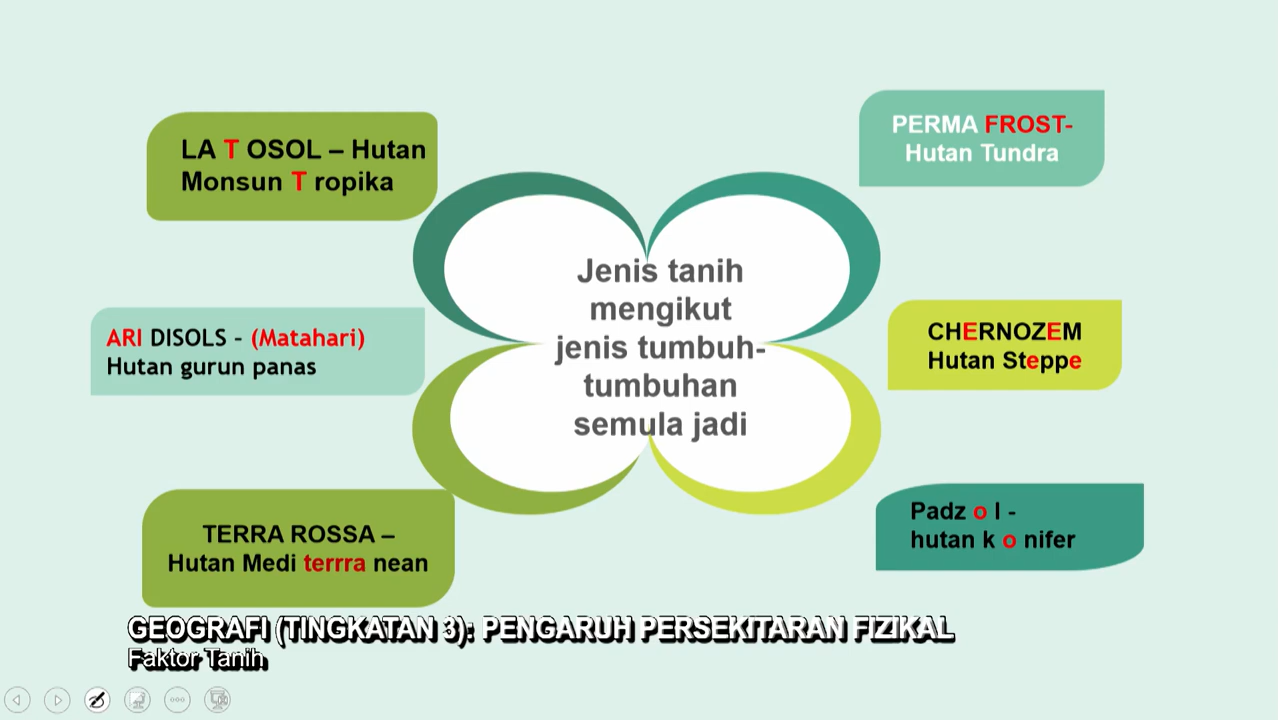 LA T OSOL – Hutan
Monsun T ropika
PERMA FROST-
Hutan Tundra
Jenis tanih
mengikut
jenis tumbuh-
tumbuhan
semula jadi
ARI DISOLS - (Matahari)
Hutan gurun panas
CHERNOZEM
Hutan Steppe
TERRA ROSSA –
Hutan Medi terrra nean
Padz o l -
hutan k o nifer
GEOGRAFI (TINGKATAN 3): PENGARUH PERSEKITARAN FIZIKAL
Faktor Tanih